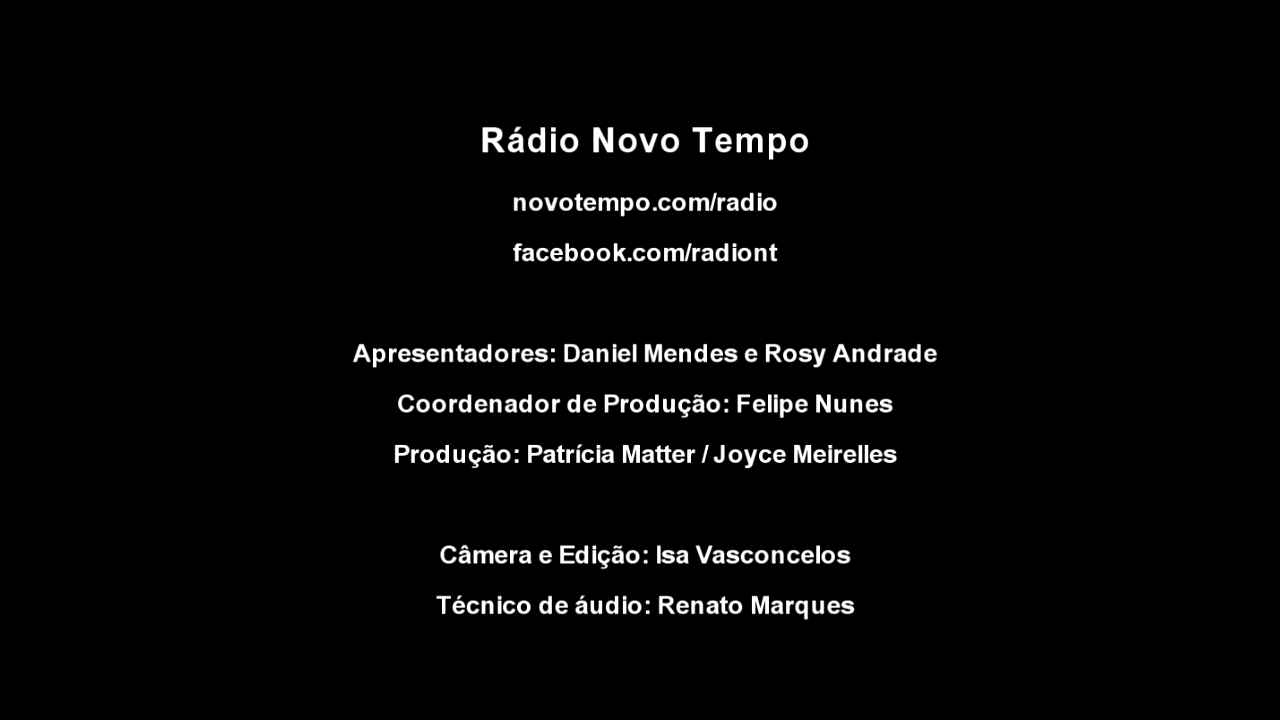 Rádio Novo Tempo
novotempo.com/radio
facebook.com/radiont
Apresentadores: Daniel Mendes e Rosy Andrade
Coordenador de Produção: Felipe Nunes
Produção: Patrícia Matter / Joyce Meirelles
Câmera e Edição: Isa Vasconcelos
Técnico de áudio: Renato Marques